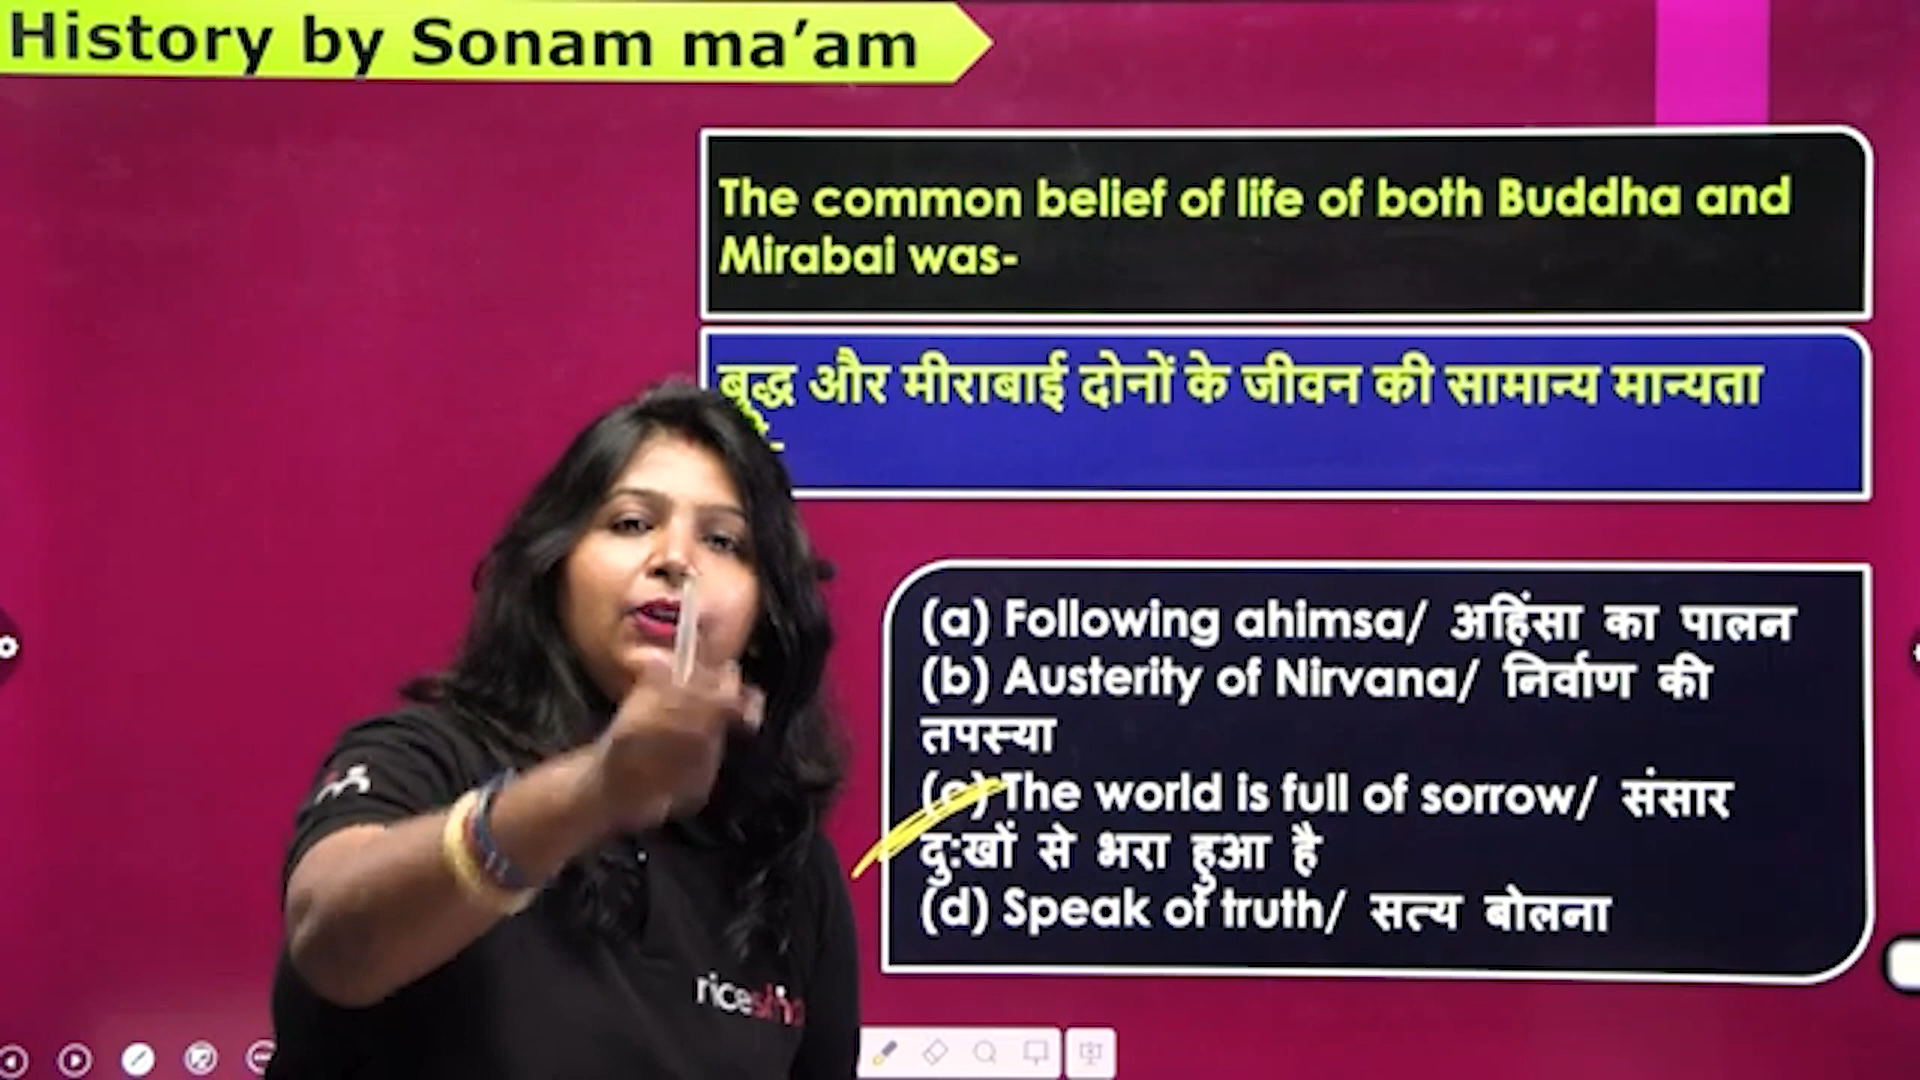 History by Sonam ma’am
The common belief of life of both Buddha and
Mirabai was-
बुद्ध और मीराबाई दोनों के जीवन की सामान्य मान्यता
(a) Following ahimsa/ अहिंसा का पालन
(b) Austerity of Nirvana/ निर्वाण की
तपस्या
(c) The world is full of sorrow/ संसार
दु:खों से भरा हुआ है
(d) Speak of truth/ सत्य बोलना